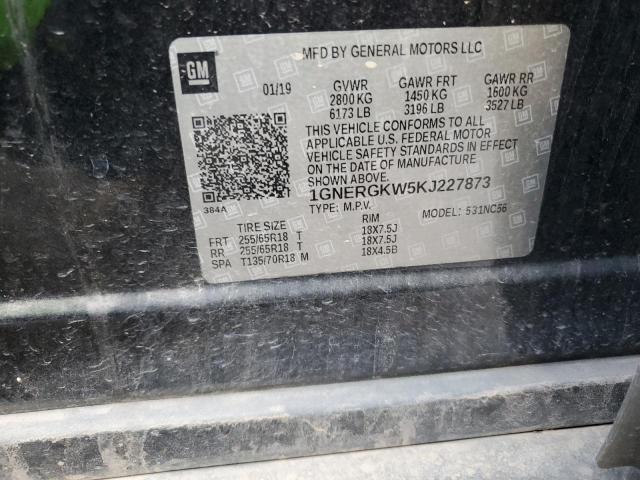 MFD BY GENERAL MOTORS LLC
GM
01/19 GVWR GAWR FRT GAWR RR
2800 KG 1450 KG 1600 KG
6173 LB 3196 LB 3527 LB
THIS VEHICLE CONFORMS TO ALL
APPLICABLE U.S. FEDERAL MOTOR
VEHICLE SAFETY STANDARDS IN EFFECT
ON THE DATE OF MANUFACTURE
SHOWN ABOVE.
384A
1GNERGKW5KJ227873
TYPE: M.P.V.
MODEL: 531NC56
TIRE SIZE RIM
FRT 255/65R18 T 18X7.5J
RR 255/65R18 T 18X7.5J
SPA T135/70R18 M 18X4.5B